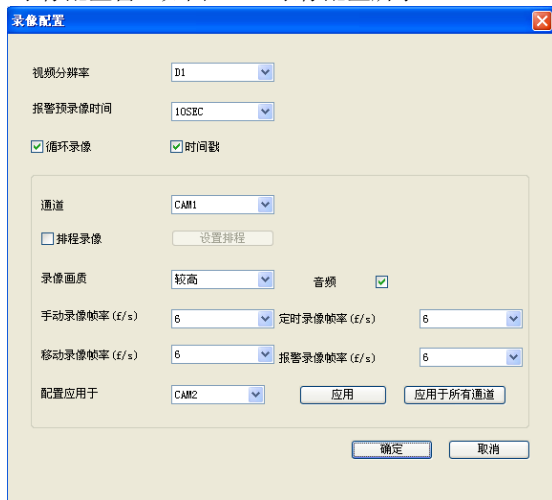 录像配置
视频分辨率 D1
报警预录像时间 10SEC
循环录像 时间戳
通道 CAM1
排程录像 设置排程
录像画质 较高 音频
手动录像帧率(f/s) 6 定时录像帧率(f/s) 6
移动录像帧率(f/s) 6 报警录像帧率(f/s) 6
配置应用于 CAM2 应用 应用于所有通道
确定 取消